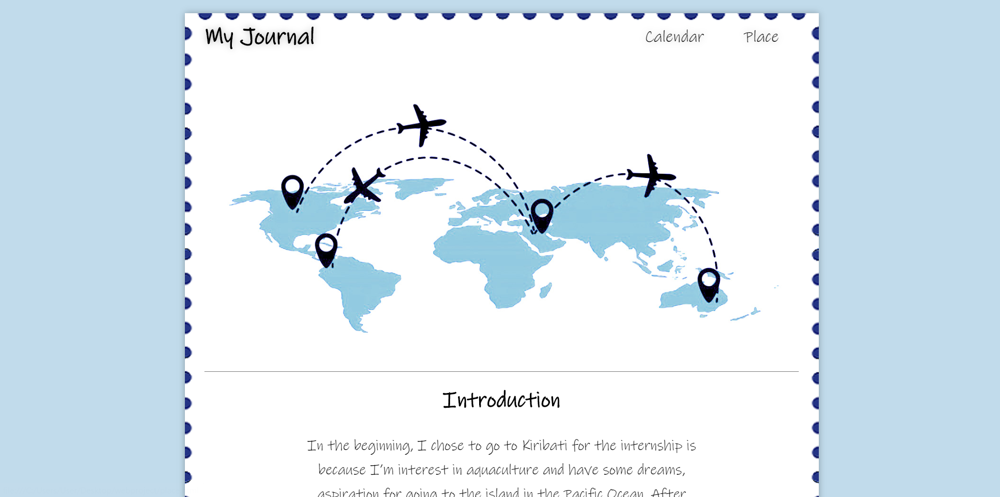 My Journal
Calendar
Place
Introduction
In the beginning, I chose to go to Kiribati for the internship is
because I'm interest in aquaculture and have some dreams,
aspiration for going to the island in the Pacific Ocean. After